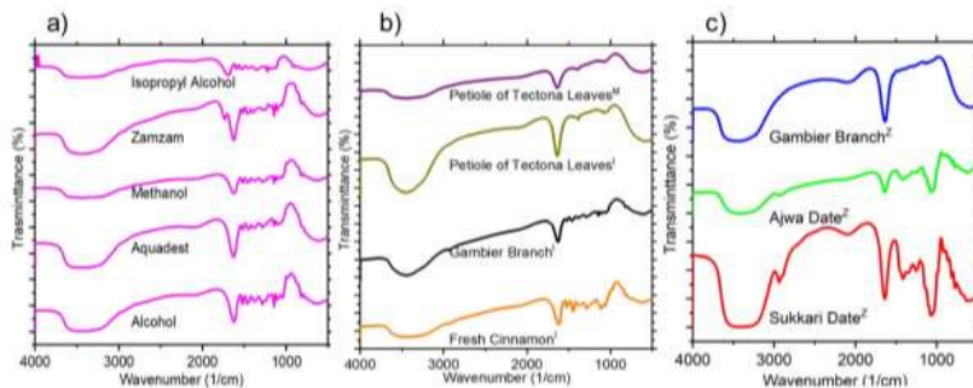 a)
Trasminttance (%)
Isopropyl Alcohol
Zamzam
Methanol
Aquadest
Alcohol
4000 3000 2000 1000
Wavenumber (1/cm)
b)
Transminttance (%)
Petiole of Tectona Leaves^M
Petiole of Tectona Leaves^I
Gambier Branch^I
Fresh Cinnamon^I
4000 3000 2000 1000
Wavenumber (1/cm)
c)
Transmittance (%)
Gambier Branch^Z
Ajwa Date^Z
Sukkari Date^Z
4000 3000 2000 1000
Wavenumber (1/cm)